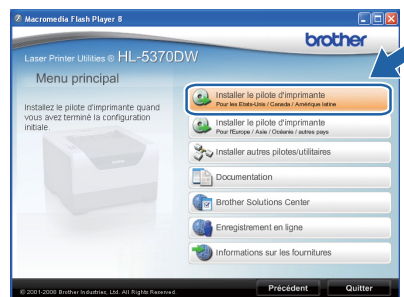 Macromedia Flash Player 8
brother
Laser Printer Utilities ® HL-5370DW
Menu principal
Installez le pilote d'imprimante quand
vous avez terminé la configuration
initiale.
Installer le pilote d'imprimante
Pour les Etats-Unis / Canada / Amérique latine
Installer le pilote d'imprimante
Pour l'Europe / Asie / Océanie / autres pays
Installer autres pilotes/utilitaires
Documentation
Brother Solutions Center
Enregistrement en ligne
Informations sur les fournitures
© 2001-2008 Brother Industries, Ltd. All Rights Reserved.
Précédent
Quitter